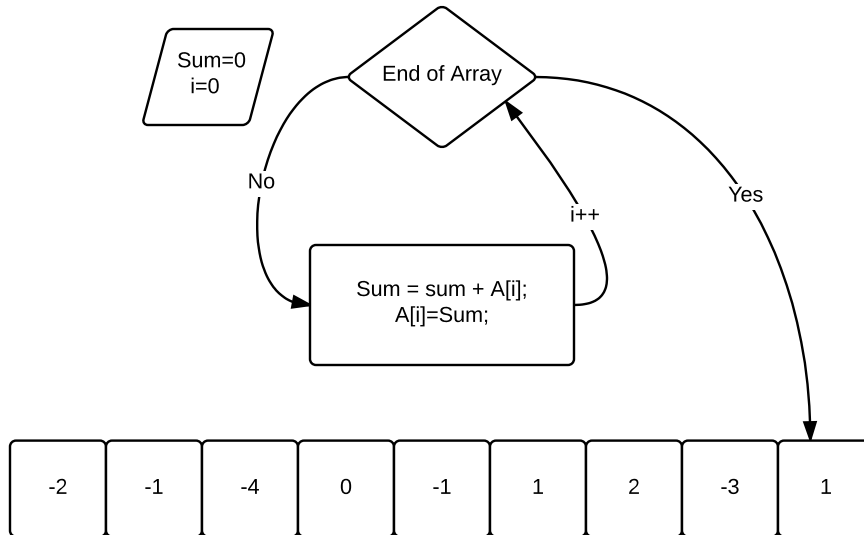 Sum=0
i=0
End of Array
No
Yes
i++
Sum = sum + A[i];
A[i]=Sum;
-2 -1 -4 0 -1 1 2 -3 1